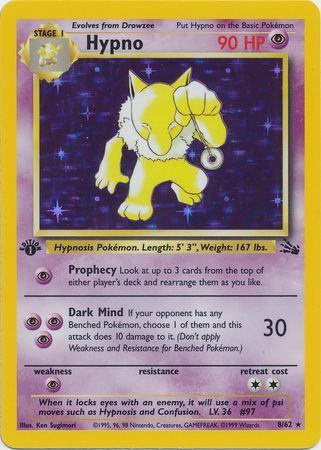 Evolves from Drowzee Put Hypno on the Basic Pokémon
STAGE 1
Hypno 90 HP
EDITION
1
Hypnosis Pokémon. Length: 5' 3", Weight: 167 lbs.
Prophecy Look at up to 3 cards from the top of
either player's deck and rearrange them as you like.
Dark Mind If your opponent has any
Benched Pokémon, choose 1 of them and this
attack does 10 damage to it. (Don't apply
Weakness and Resistance for Benched Pokémon.)
30
weakness resistance retreat cost
When it locks eyes with an enemy, it will use a mix of psi
moves such as Hypnosis and Confusion. LV. 36 #97
Illus. Ken Sugimori ©1995, 96, 98 Nintendo, Creatures, GAMEFREAK. ©1999 Wizards. 8/62 ★